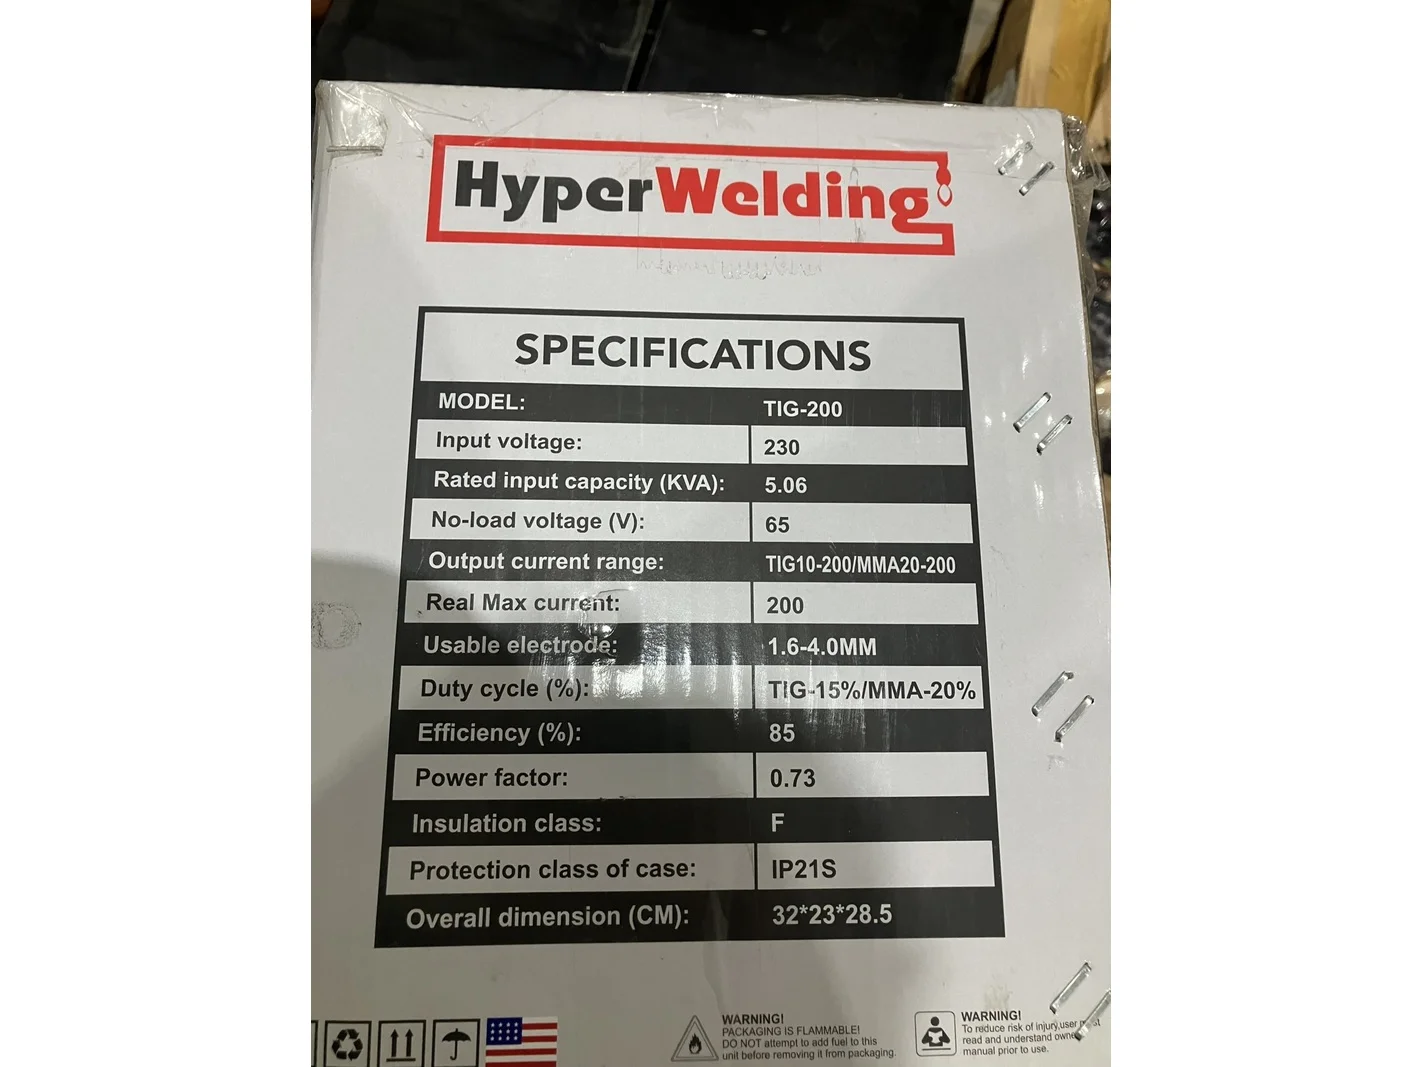 HyperWelding
SPECIFICATIONS
MODEL: TIG-200
Input voltage: 230
Rated input capacity (KVA): 5.06
No-load voltage (V): 65
Output current range: TIG10-200/MMA20-200
Real Max current: 200
Usable electrode: 1.6-4.0MM
Duty cycle (%): TIG-15%/MMA-20%
Efficiency (%): 85
Power factor: 0.73
Insulation class: F
Protection class of case: IP21S
Overall dimension (CM): 32*23*28.5
WARNING!
PACKAGING IS FLAMMABLE!
DO NOT attempt to add fuel to this
unit before removing it from packaging.
WARNING!
To reduce risk of injury,user
read and understand
manual prior to use.